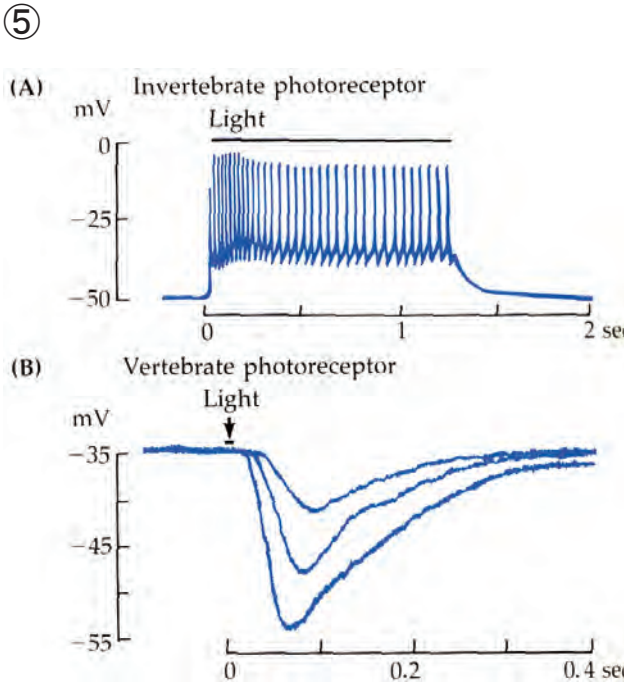 ⑤
(A) Invertebrate photoreceptor
mV
Light
0
−25
−50
0 1 2 sec
(B) Vertebrate photoreceptor
Light
mV
−35
−45
−55
0 0.2 0.4 sec